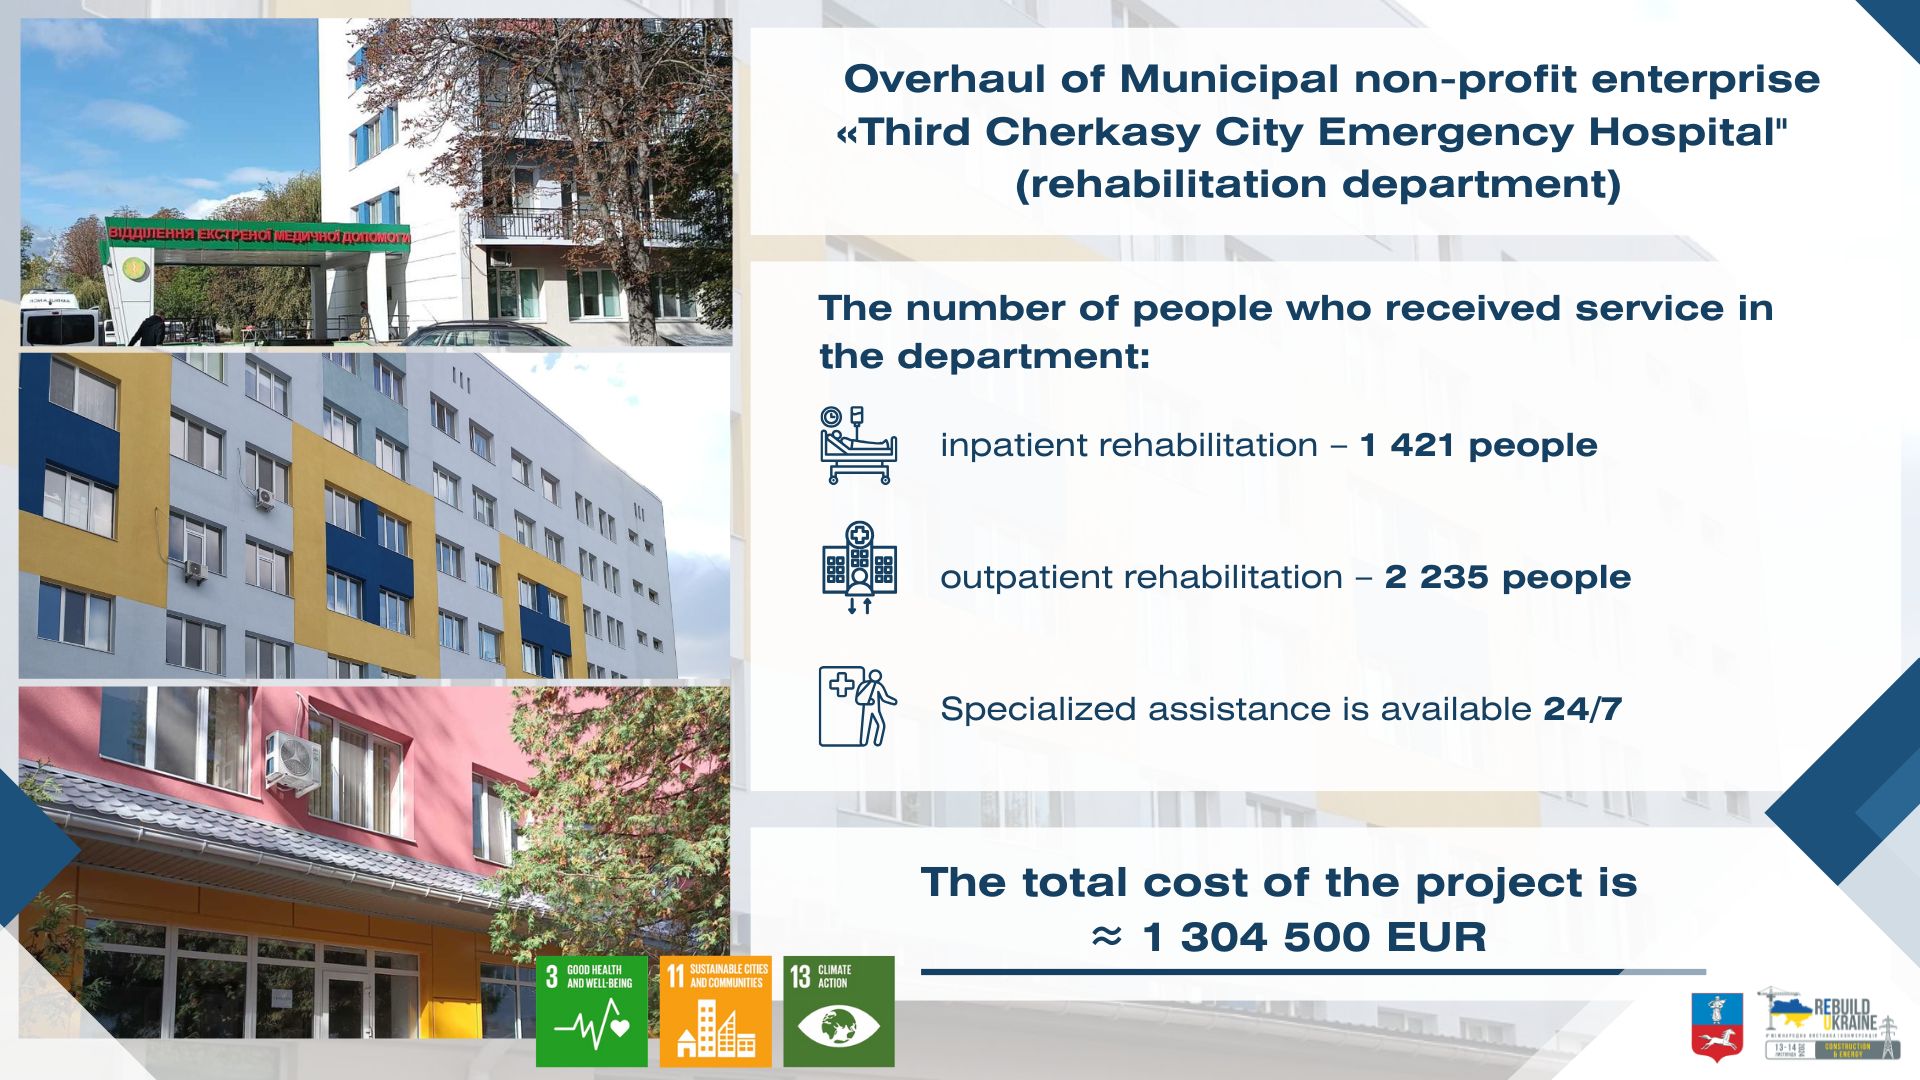 Overhaul of Municipal non-profit enterprise
«Third Cherkasy City Emergency Hospital"
(rehabilitation department)
ВІДДІЛЕННЯ ЕКСТРЕНОЇ МЕДИЧНОЇ ДОПОМОГИ
The number of people who received service in
the department:
inpatient rehabilitation – 1 421 people
outpatient rehabilitation – 2 235 people
Specialized assistance is available 24/7
The total cost of the project is
≈ 1 304 500 EUR
3 GOOD HEALTH
AND WELL-BEING
11 SUSTAINABLE CITIES
AND COMMUNITIES
13 CLIMATE
ACTION
REBUILD
UKRAINE
13-14
2024
CONSTRUCTION
& ENERGY